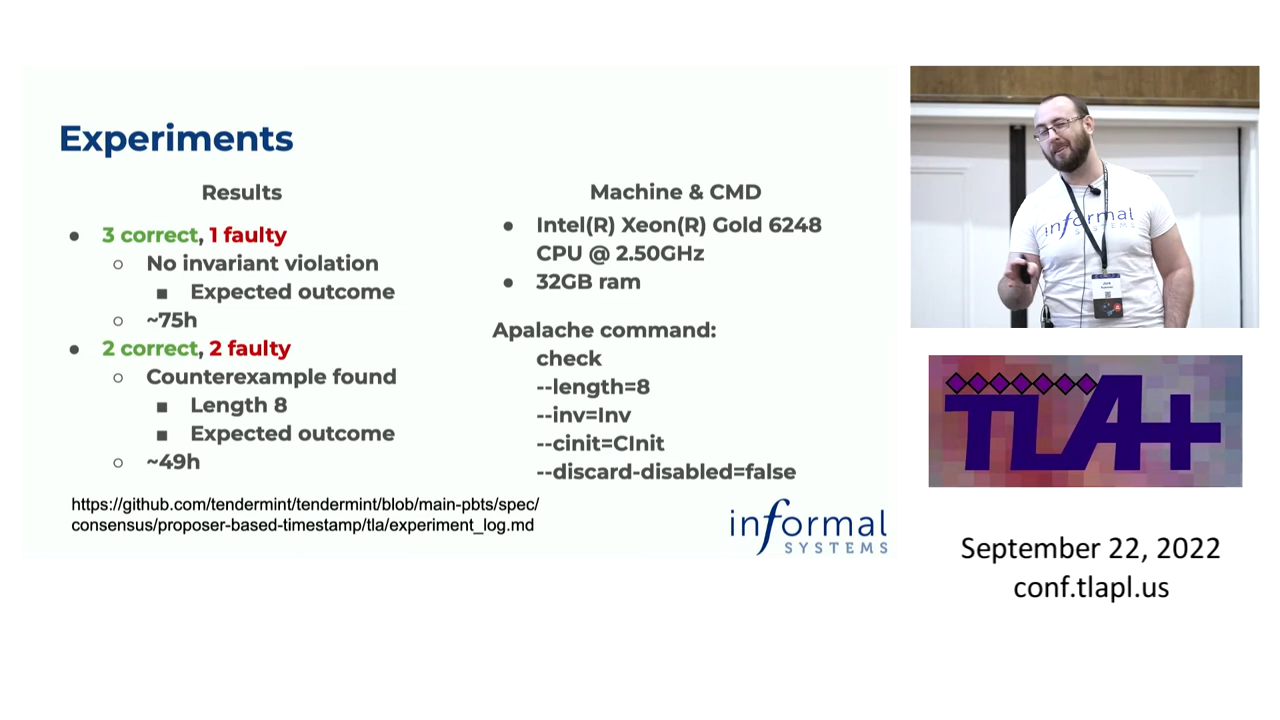 Experiments
Results
3 correct, 1 faulty
No invariant violation
Expected outcome
~75h
2 correct, 2 faulty
Counterexample found
Length 8
Expected outcome
~49h
https://github.com/tendermint/tendermint/blob/main-pbts/spec/
consensus/proposer-based-timestamp/tla/experiment_log.md
Machine & CMD
Intel(R) Xeon(R) Gold 6248
CPU @ 2.50GHz
32GB ram
Apalache command:
check
--length=8
--inv=Inv
--cinit=CInit
--discard-disabled=false
informal
SYSTEMS
informal
SYSTEMS
TLA+
September 22, 2022
conf.tlapl.us